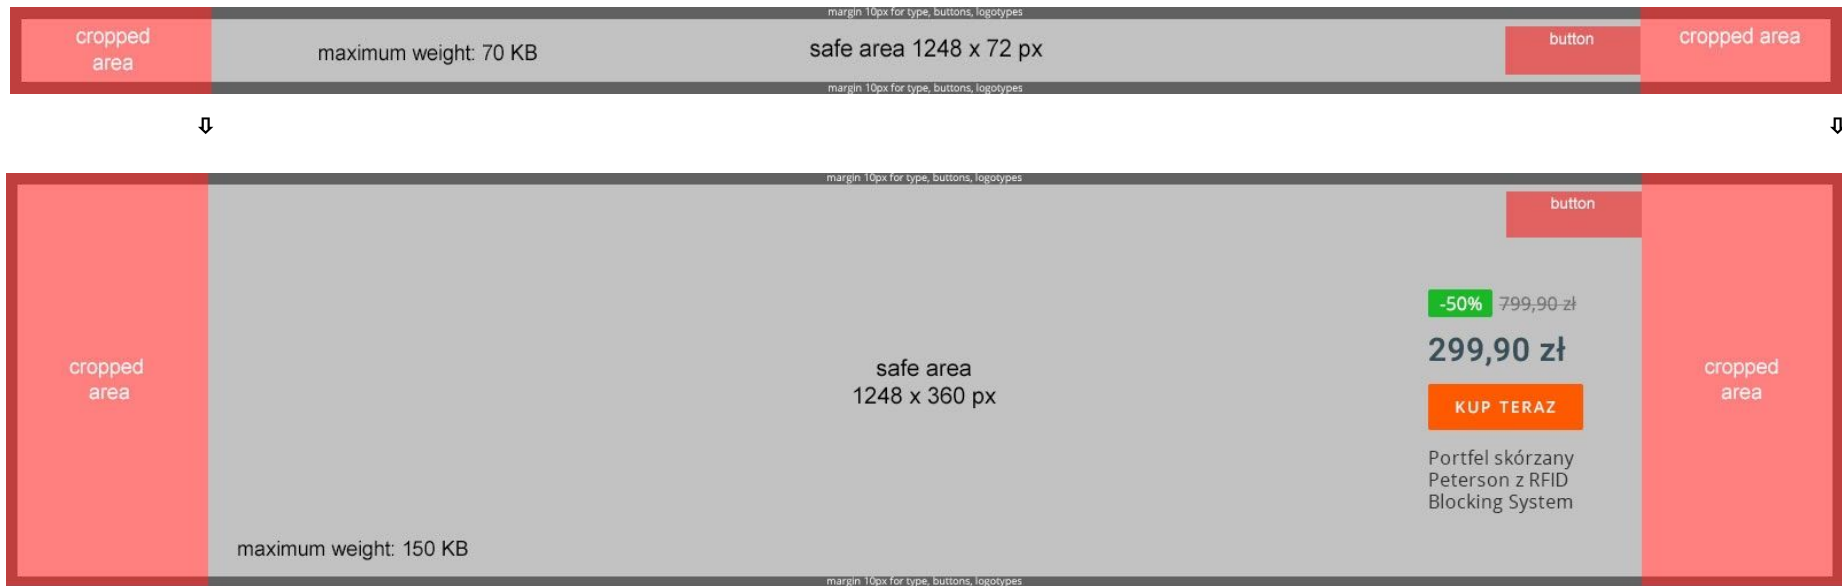 margin 10px for type, buttons, logotypes
cropped
area
maximum weight: 70 KB
safe area 1248 x 72 px
button
cropped area
margin 10px for type, buttons, logotypes
⇩
⇩
margin 10px for type, buttons, logotypes
button
cropped
area
safe area
1248 x 360 px
-50% 799,90 zł
299,90 zł
KUP TERAZ
Portfel skórzany
Peterson z RFID
Blocking System
cropped
area
maximum weight: 150 KB
margin 10px for type, buttons, logotypes